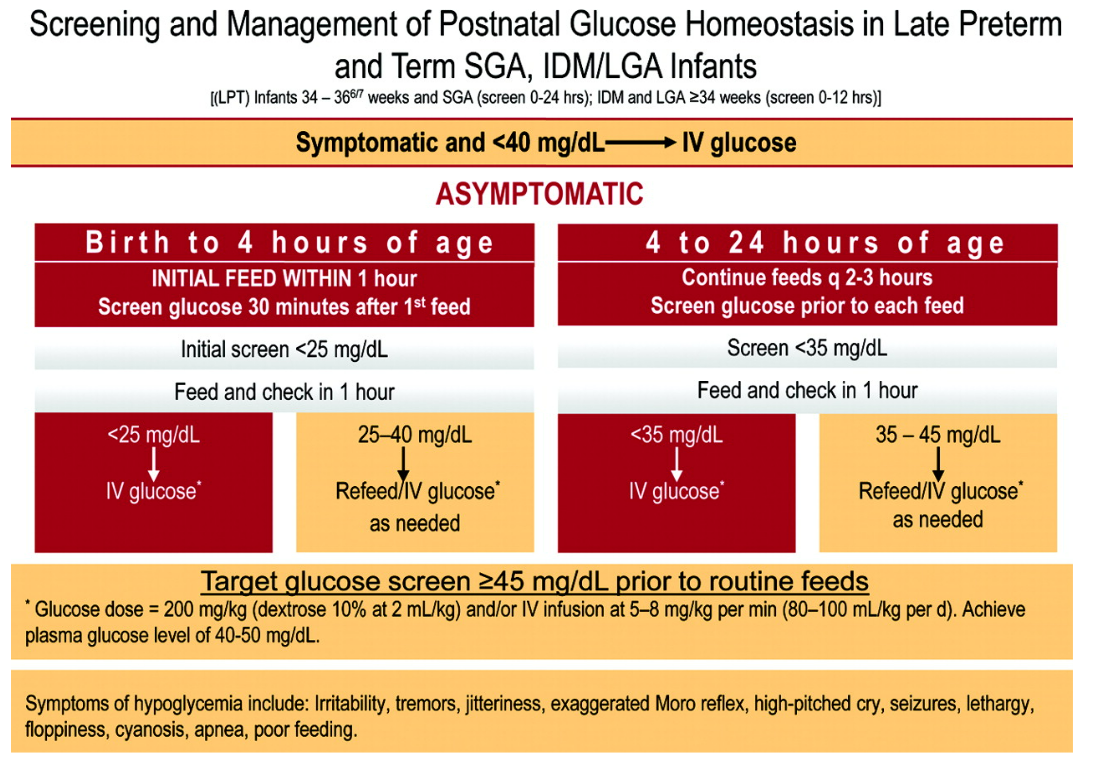 Screening and Management of Postnatal Glucose Homeostasis in Late Preterm
and Term SGA, IDM/LGA Infants
[(LPT) Infants 34 – 36⁶/⁷ weeks and SGA (screen 0-24 hrs); IDM and LGA ≥34 weeks (screen 0-12 hrs)]
Symptomatic and <40 mg/dL → IV glucose
ASYMPTOMATIC
Birth to 4 hours of age
INITIAL FEED WITHIN 1 hour
Screen glucose 30 minutes after 1st feed
Initial screen <25 mg/dL
Feed and check in 1 hour
<25 mg/dL
IV glucose*
25–40 mg/dL
Refeed/IV glucose*
as needed
4 to 24 hours of age
Continue feeds q 2-3 hours
Screen glucose prior to each feed
Screen <35 mg/dL
Feed and check in 1 hour
<35 mg/dL
IV glucose*
35 – 45 mg/dL
Refeed/IV glucose*
as needed
Target glucose screen ≥45 mg/dL prior to routine feeds
* Glucose dose = 200 mg/kg (dextrose 10% at 2 mL/kg) and/or IV infusion at 5–8 mg/kg per min (80–100 mL/kg per d). Achieve
plasma glucose level of 40-50 mg/dL.
Symptoms of hypoglycemia include: Irritability, tremors, jitteriness, exaggerated Moro reflex, high-pitched cry, seizures, lethargy,
floppiness, cyanosis, apnea, poor feeding.